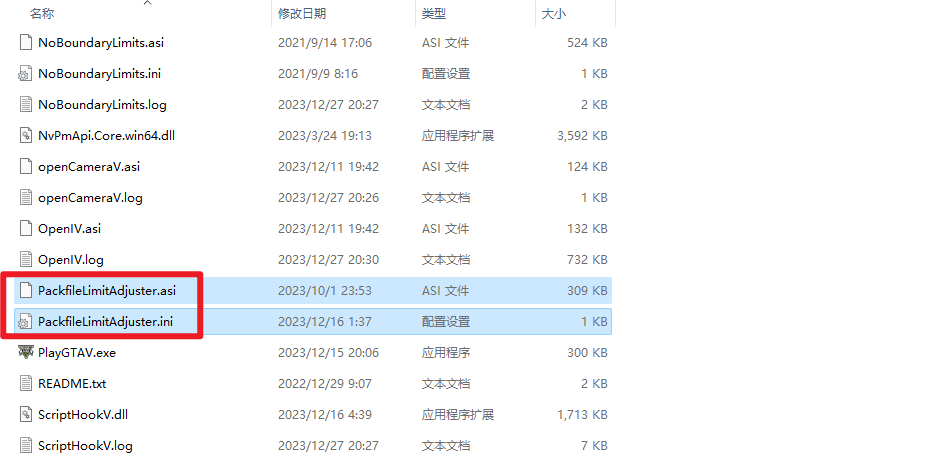 名称 修改日期 类型 大小
NoBoundaryLimits.asi 2021/9/14 17:06 ASI 文件 524 KB
NoBoundaryLimits.ini 2021/9/9 8:16 配置设置 1 KB
NoBoundaryLimits.log 2023/12/27 20:27 文本文档 2 KB
NvPmApi.Core.win64.dll 2023/3/24 19:13 应用程序扩展 3,592 KB
openCameraV.asi 2023/12/11 19:42 ASI 文件 124 KB
openCameraV.log 2023/12/27 20:27 文本文档 1 KB
OpenIV.asi 2023/12/11 19:42 ASI 文件 132 KB
OpenIV.log 2023/12/27 20:30 文本文档 732 KB
PackfileLimitAdjuster.asi 2023/10/1 23:53 ASI 文件 309 KB
PackfileLimitAdjuster.ini 2023/12/16 1:37 配置设置 1 KB
PlayGTAV.exe 2023/12/15 20:06 应用程序 300 KB
README.txt 2022/12/29 9:07 文本文档 2 KB
ScriptHookV.dll 2023/12/16 4:39 应用程序扩展 1,713 KB
ScriptHookV.log 2023/12/27 20:27 文本文档 7 KB